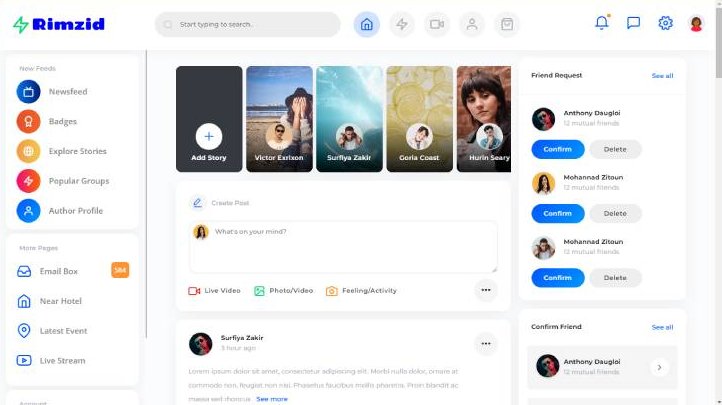 Rimzid
Start typing to search..
New Feeds
Newsfeed
Badges
Explore Stories
Popular Groups
Author Profile
More Pages
Email Box
584
Near Hotel
Latest Event
Live Stream
Account
Add Story
Victor Exrixon
Surfiya Zakir
Goria Coast
Hurin Seary
Create Post
What's on your mind?
Live Video
Photo/Video
Feeling/Activity
Surfiya Zakir
3 hour ago
Lorem ipsum dolor sit amet, consectetur adipiscing elit. Morbi nulla dolor, ornare at
commodo non, feugiat non nisi. Phasellus faucibus mollis pharetra. Proin blandit ac
massa sed rhoncus See more
Friend Request
See all
Anthony Daugloi
12 mutual friends
Confirm
Delete
Mohannad Zitoun
12 mutual friends
Confirm
Delete
Mohannad Zitoun
12 mutual friends
Confirm
Delete
Confirm Friend
See all
Anthony Daugloi
12 mutual friends